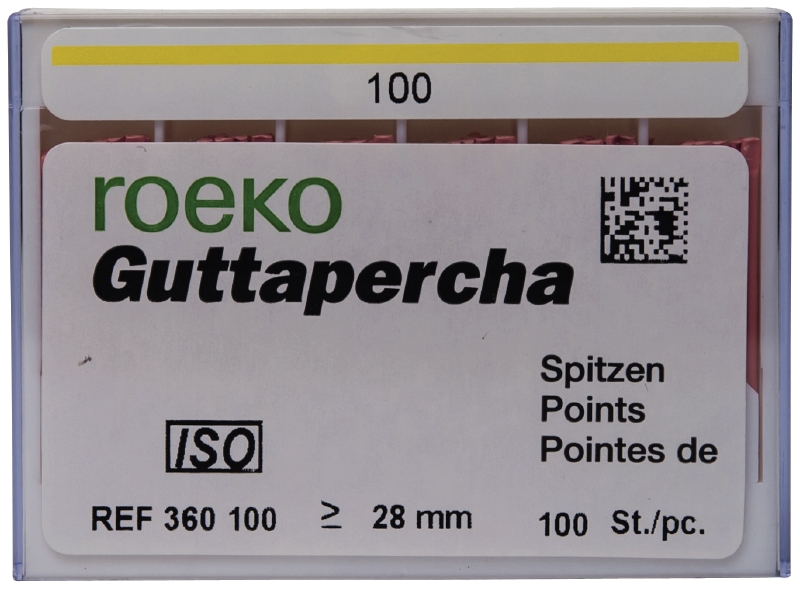 100
roeko
Guttapercha
Spitzen
Points
Pointes de
ISO
REF 360 100 ≥ 28 mm 100 St./pc.